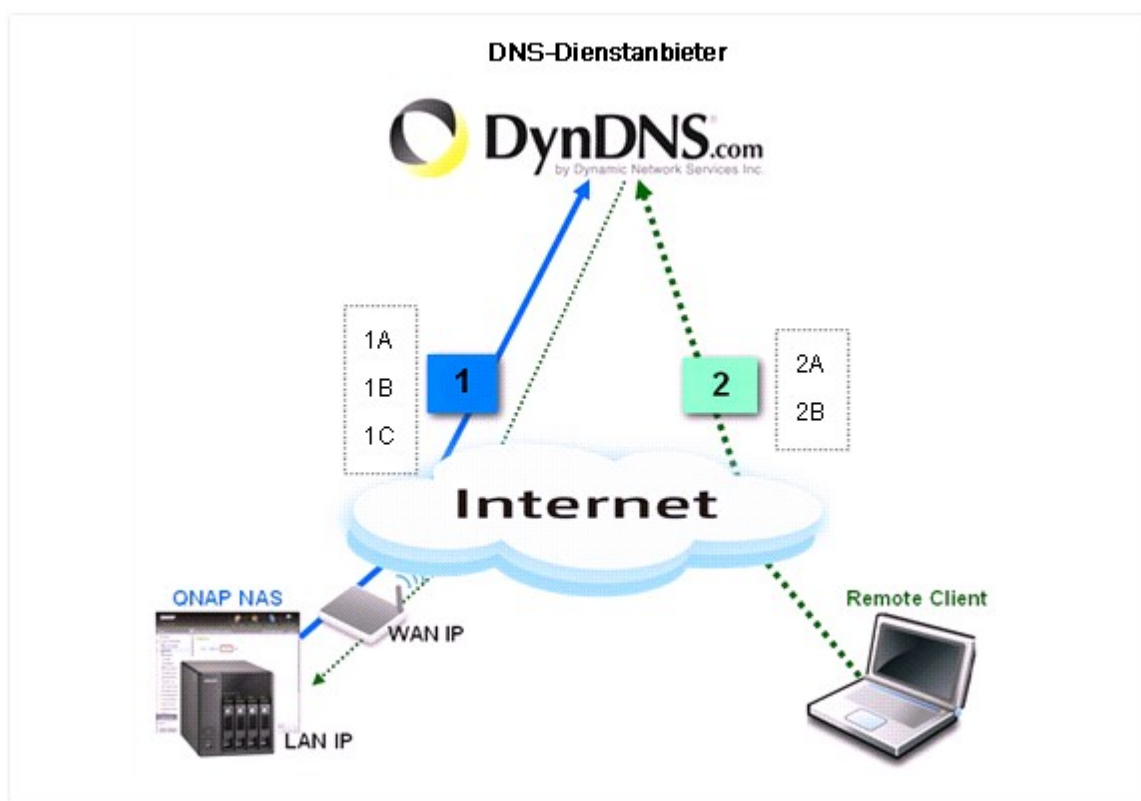 DNS-Dienstanbieter
DynDNS.com
by Dynamic Network Services Inc.
1A
1B
1C
1
2
2A
2B
Internet
QNAP NAS
WAN IP
LAN IP
Remote Client